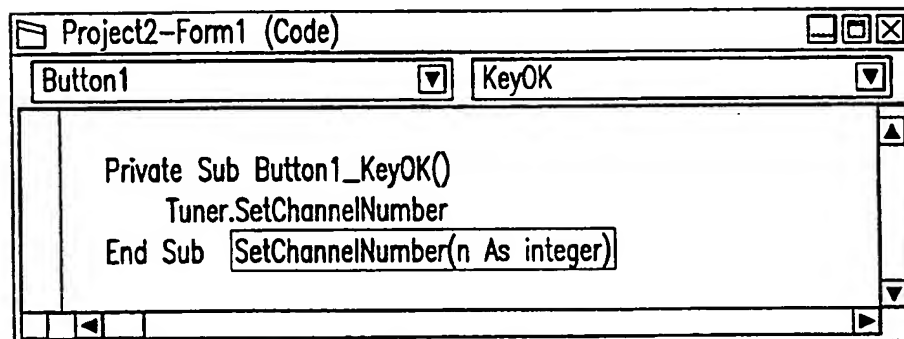 Project2-Form1 (Code)
Button1 KeyOK
Private Sub Button1_KeyOK()
Tuner.SetChannelNumber
End Sub SetChannelNumber(n As integer)